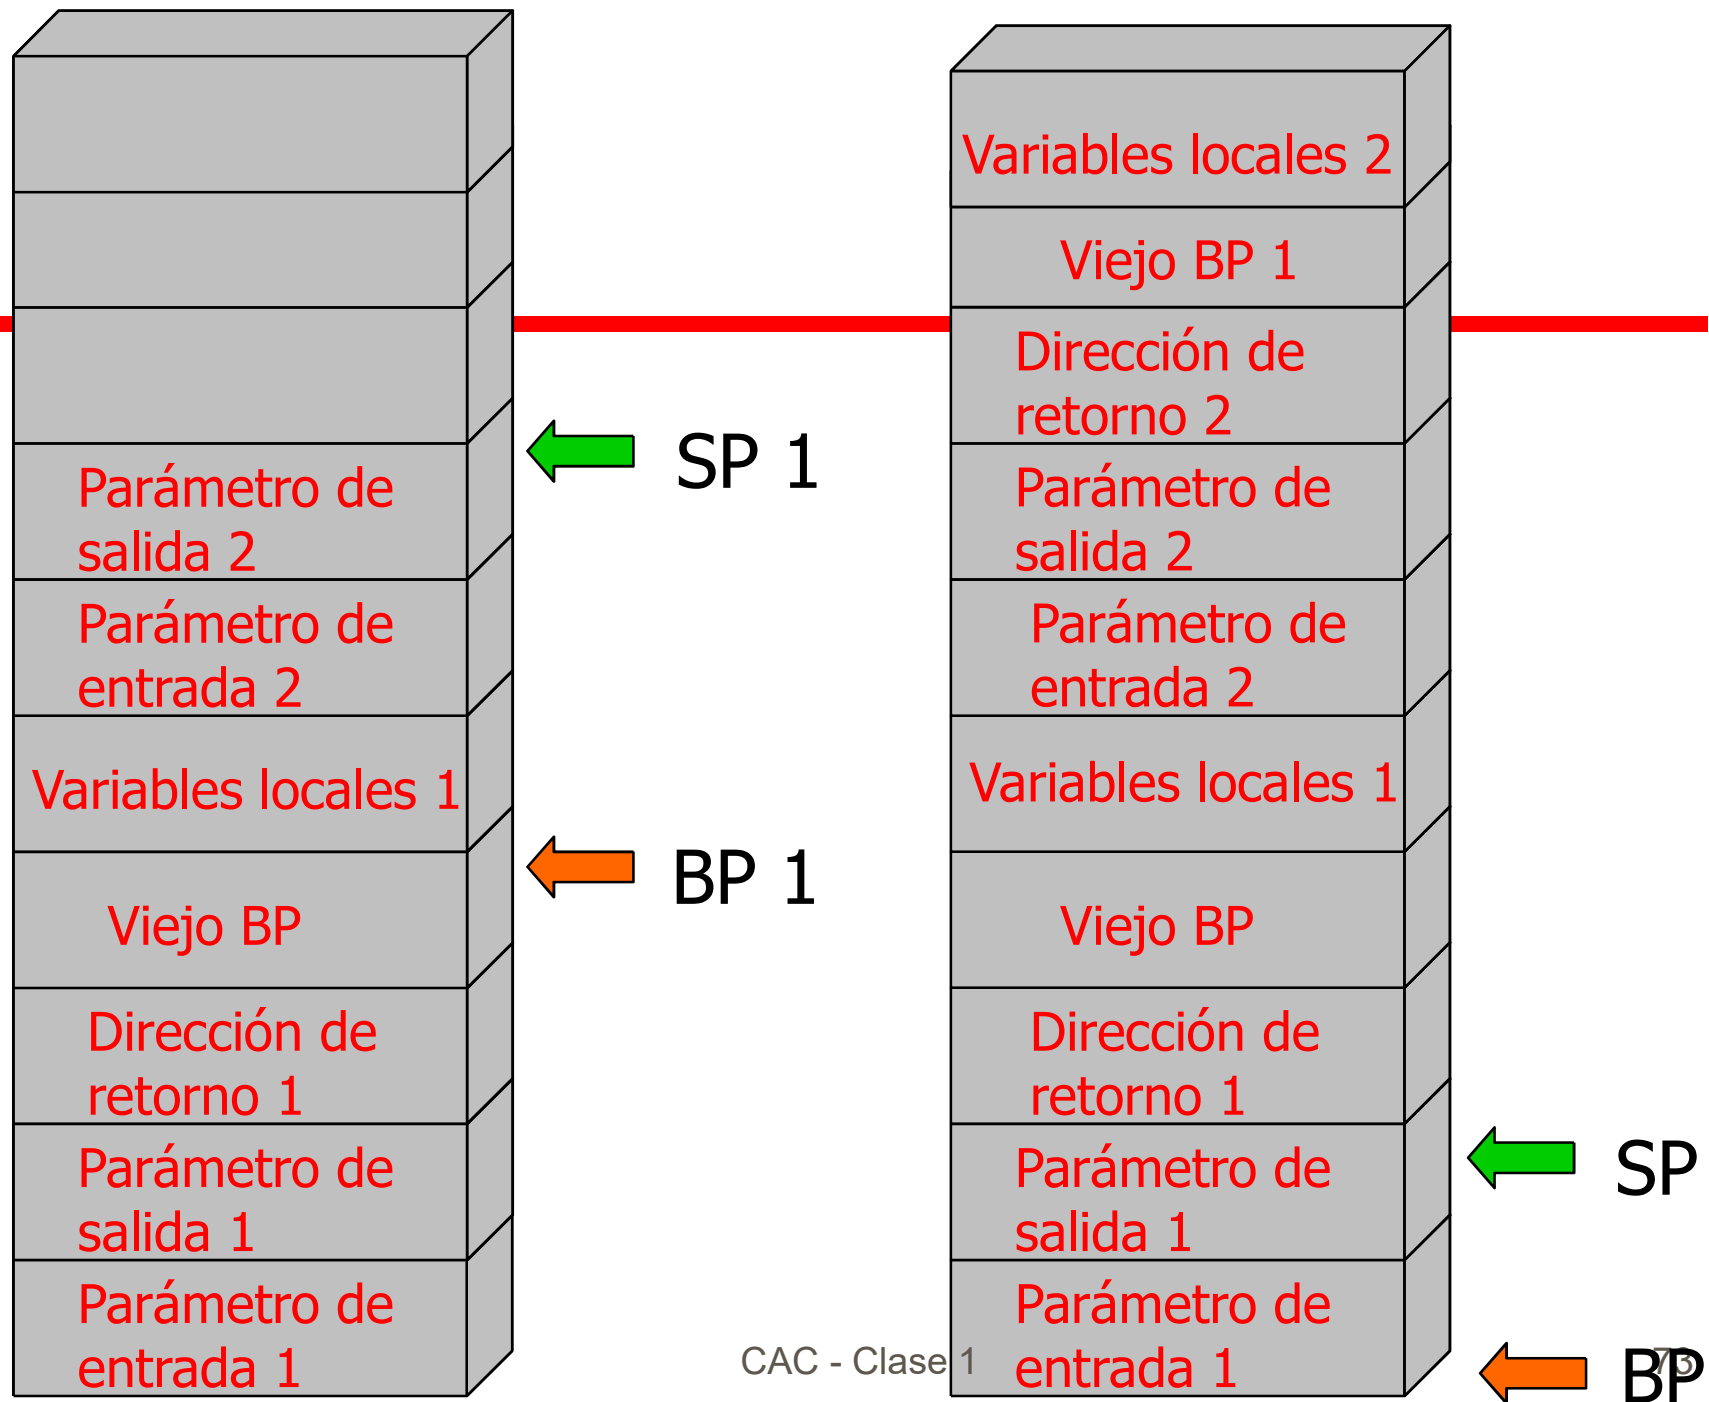 Parámetro de
salida 2
Parámetro de
entrada 2
Variables locales 1
Viejo BP
Dirección de
retorno 1
Parámetro de
salida 1
Parámetro de
entrada 1
SP 1
BP 1
Variables locales 2
Viejo BP 1
Dirección de
retorno 2
Parámetro de
salida 2
Parámetro de
entrada 2
Variables locales 1
Viejo BP
Dirección de
retorno 1
Parámetro de
salida 1
Parámetro de
entrada 1
SP
BP
CAC - Clase 1
73